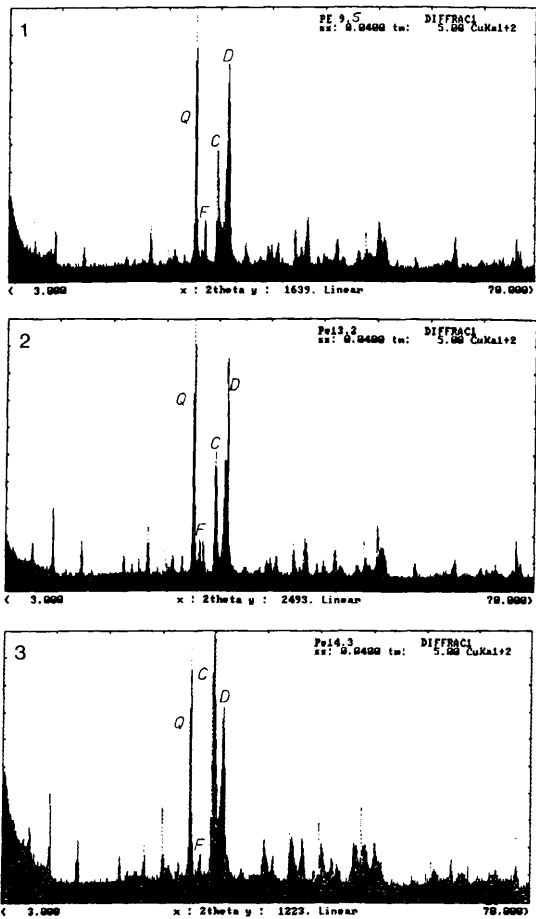 1
PE 9,5 DIFFRAC1
ss: 0.0400 tm: 5.00 CuKa1+2
D
Q
C
F
< 3.000 x : 2theta y : 1639. Linear 70.000>
2
Pe13.2 DIFFRAC1
ss: 0.0400 tm: 5.00 CuKa1+2
Q
D
C
F
< 3.000 x : 2theta y : 2493. Linear 70.000>
3
Pe14.3 DIFFRAC1
ss: 0.0400 tm: 5.00 CuKa1+2
C
D
Q
F
< 3.000 x : 2theta y : 1223. Linear 70.000>